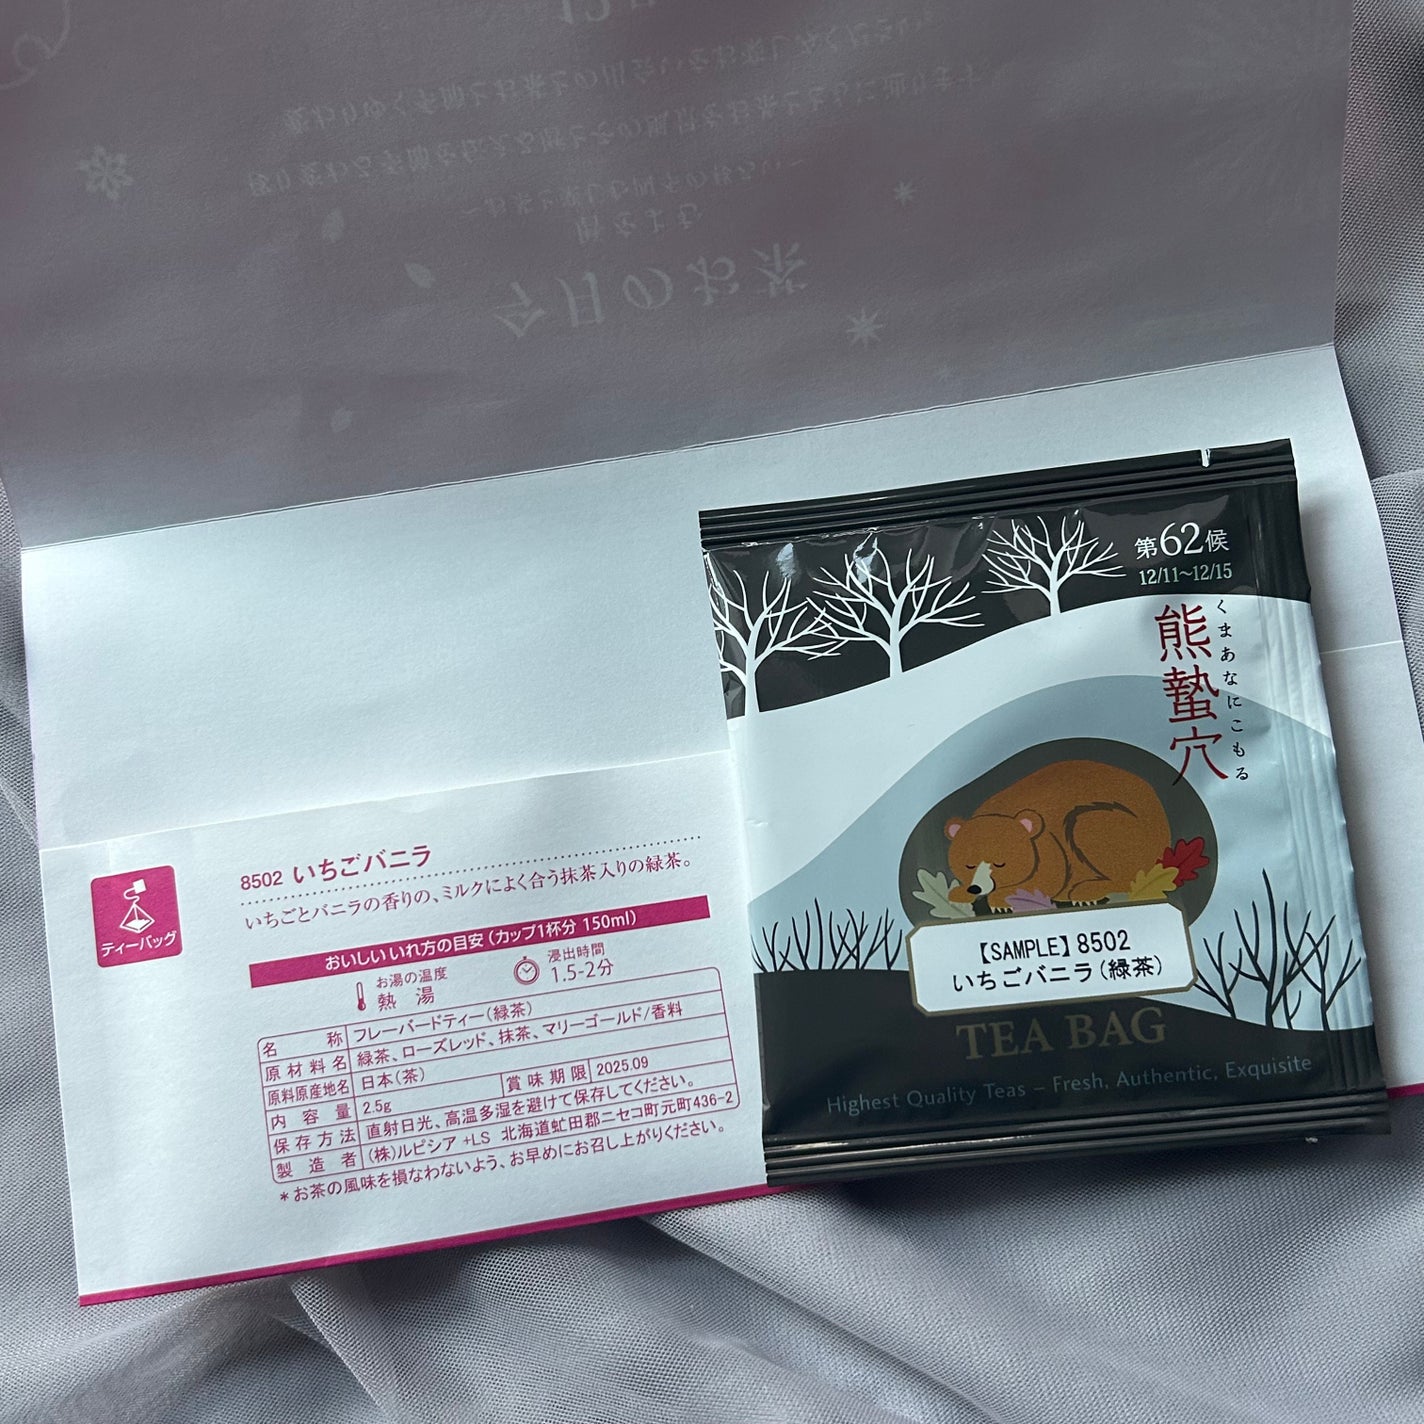 今日のお茶
ティーバッグ
8502 いちごバニラ
いちごとバニラの香りの、ミルクによく合う抹茶入りの緑茶。
おいしいいれ方の目安（カップ1杯分 150ml）
お湯の温度
熱 湯
浸出時間
1.5-2分
名 称 フレーバードティー（緑茶）
原 材 料 名 緑茶、ローズレッド、抹茶、マリーゴールド/香料
原料原産地名 日本（茶）
内 容 量 2.5g 賞 味 期 限 2025.09
保 存 方 法 直射日光、高温多湿を避けて保存してください。
製 造 者 （株）ルピシア +LS 北海道虻田郡ニセコ町元町436-2
＊お茶の風味を損なわないよう、お早めにお召し上がりください。
第62候
12/11〜12/15
熊蟄穴
くまあなにこもる
【SAMPLE】8502
いちごバニラ（緑茶）
TEA BAG
Highest Quality Teas – Fresh, Authentic, Exquisite